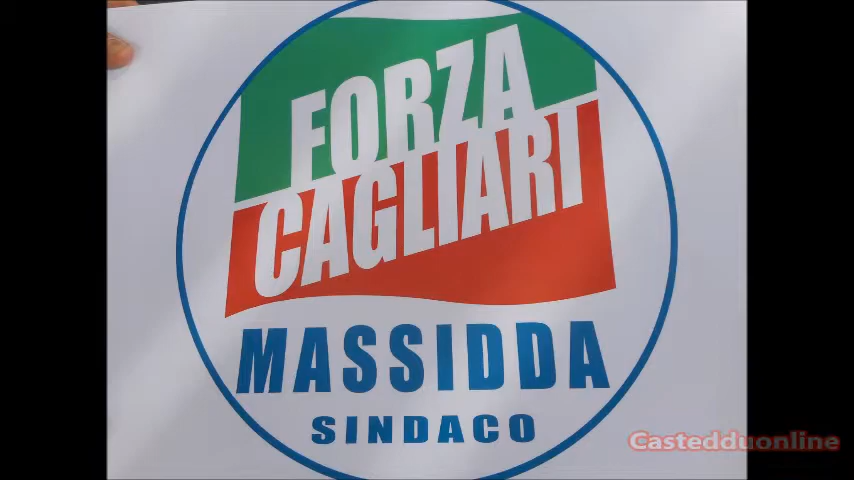 FORZA
CAGLIARI
MASSIDDA
SINDACO
Castedduonline